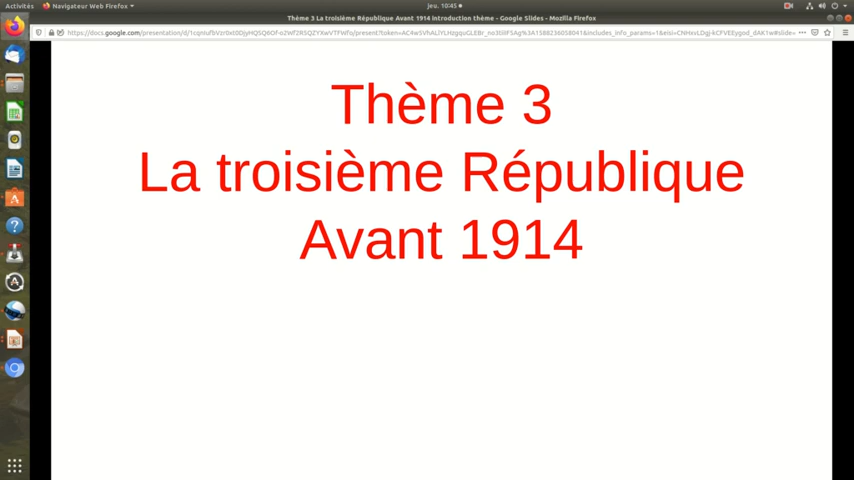 Activités
Navigateur Web Firefox
jeu. 10:45
Thème 3 La troisième République Avant 1914 introduction thème - Google Slides - Mozilla Firefox
Thème 3
La troisième République
Avant 1914